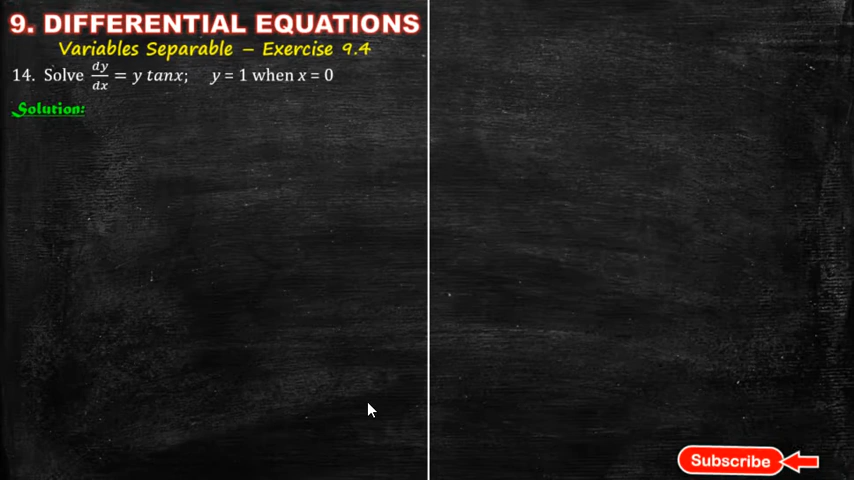 9. DIFFERENTIAL EQUATIONS
Variables Separable – Exercise 9.4
14. Solve dy/dx = y tanx; y = 1 when x = 0
Solution:
Subscribe